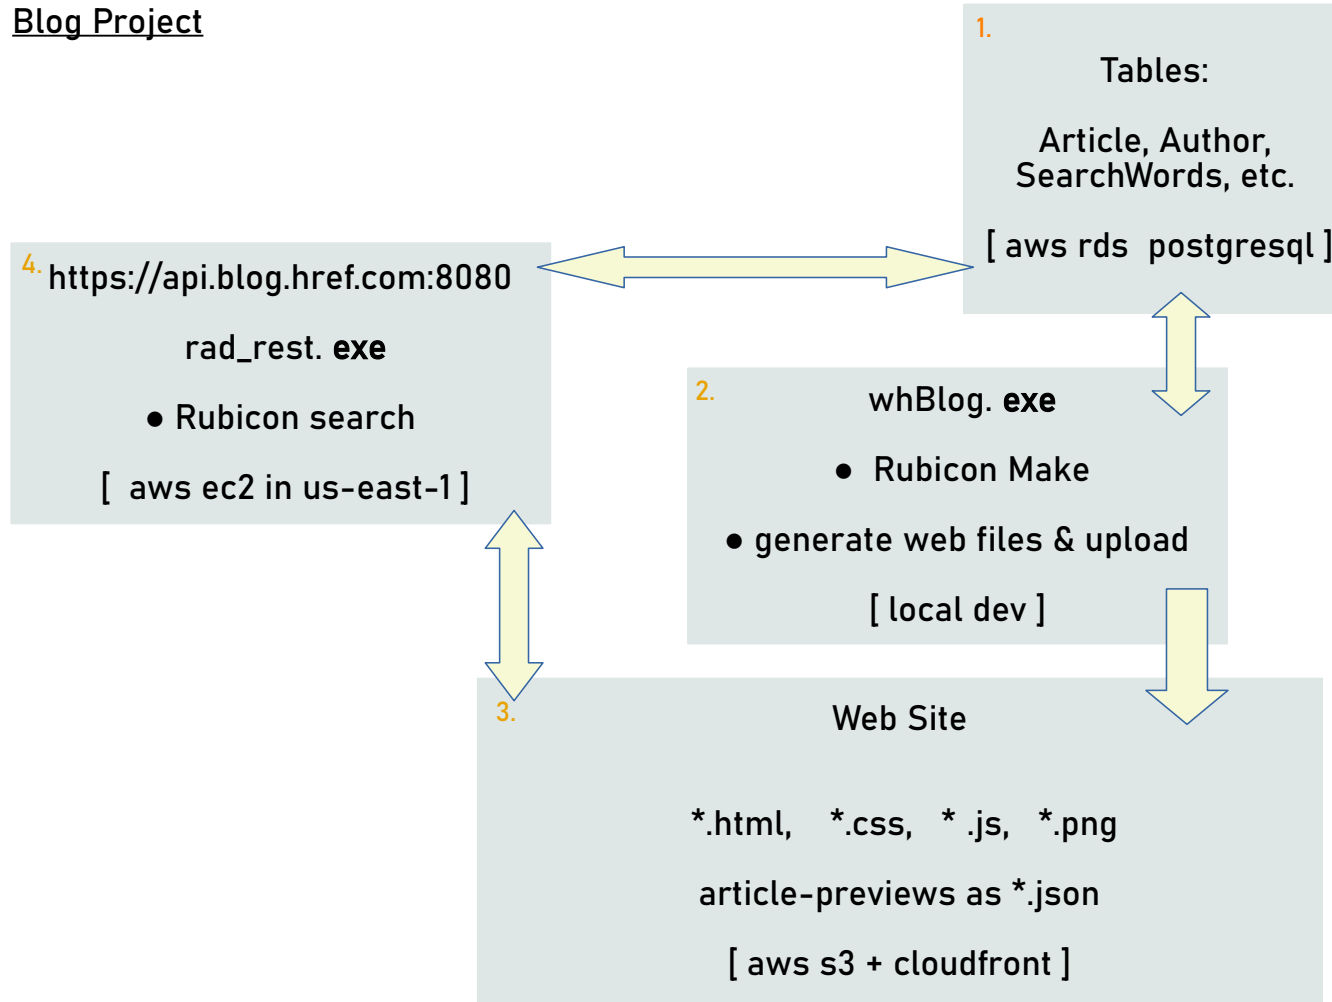 Blog Project
1.
Tables:
Article, Author,
SearchWords, etc.
[ aws rds postgresql ]
4.
https://api.blog.href.com:8080
rad_rest. exe
● Rubicon search
[ aws ec2 in us-east-1 ]
2.
whBlog. exe
● Rubicon Make
● generate web files & upload
[ local dev ]
3.
Web Site
*.html, *.css, * .js, *.png
article-previews as *.json
[ aws s3 + cloudfront ]